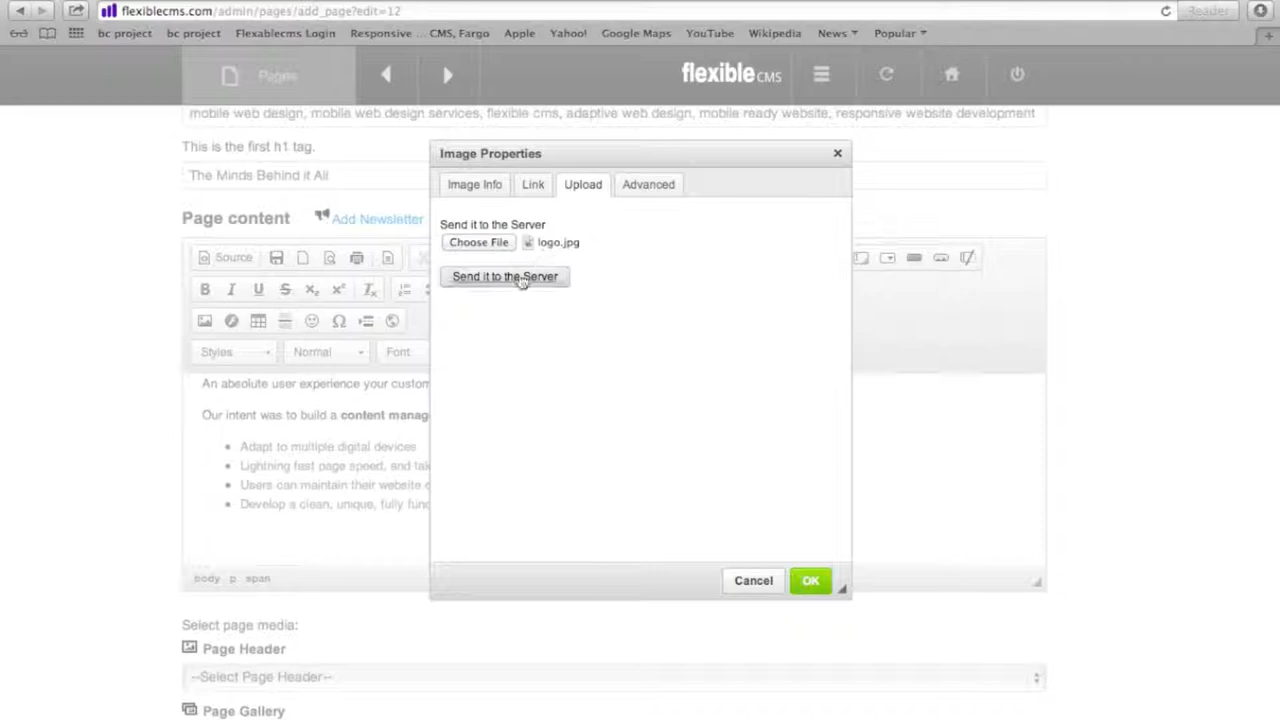 flexiblecms.com/admin/pages/add_page?edit=12
Reader
bc project bc project Flexablecms Login Responsive ... CMS, Fargo Apple Yahoo! Google Maps YouTube Wikipedia News Popular
Pages
flexible CMS
mobile web design, mobile web design services, flexible cms, adaptive web design, mobile ready website, responsive website development
This is the first h1 tag.
The Minds Behind it All
Page content Add Newsletter
Image Properties
Image Info Link Upload Advanced
Send it to the Server
Choose File logo.jpg
Send it to the Server
Cancel OK
Source
B I U S x₂ x² Tx
Styles Normal Font
An absolute user experience your custom
Our intent was to build a content manag
Adapt to multiple digital devices
Lightning fast page speed, and tak
Users can maintain their website c
Develop a clean, unique, fully func
body p span
Select page media:
Page Header
--Select Page Header--
Page Gallery